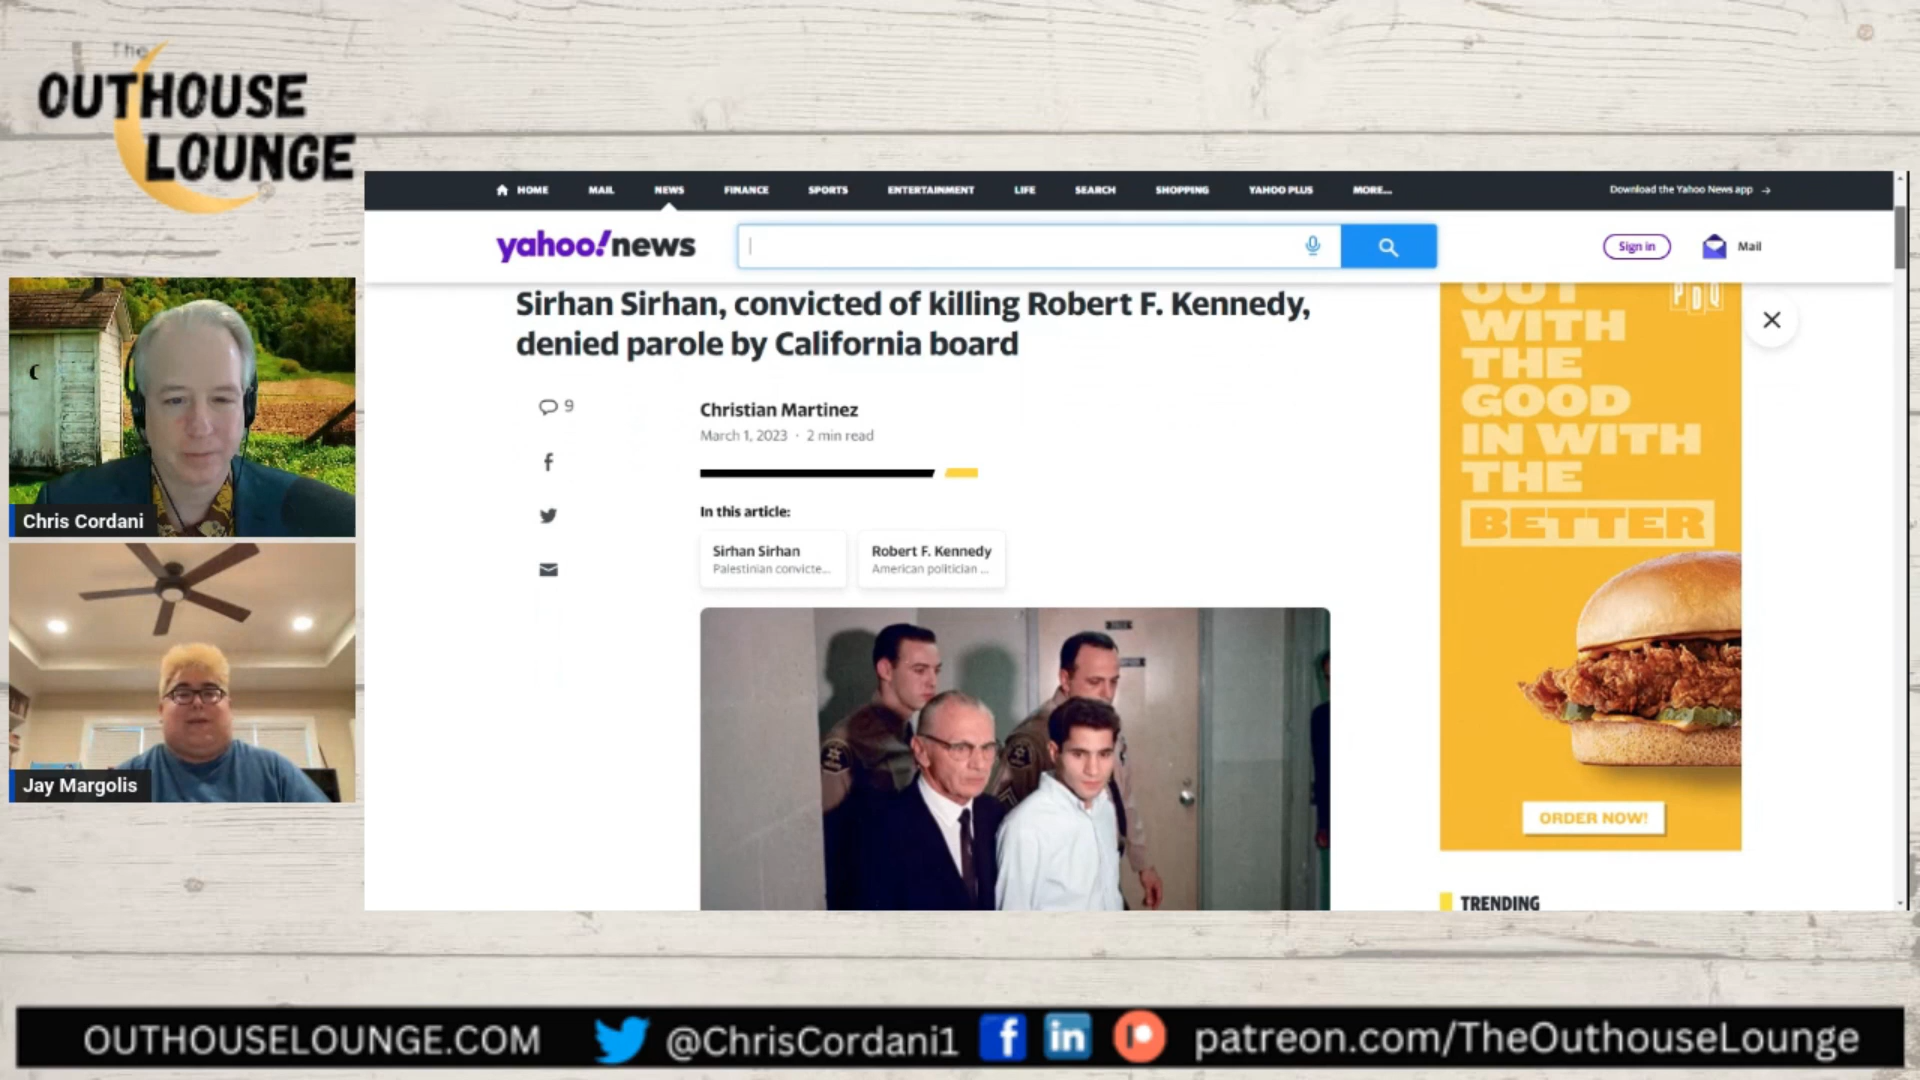 The
OUTHOUSE
LOUNGE
HOME MAIL NEWS FINANCE SPORTS ENTERTAINMENT LIFE SEARCH SHOPPING YAHOO PLUS MORE... Download the Yahoo News app →
yahoo!news
Sign in
Mail
Sirhan Sirhan, convicted of killing Robert F. Kennedy,
denied parole by California board
9
Christian Martinez
March 1, 2023 · 2 min read
In this article:
Sirhan Sirhan
Palestinian convicte...
Robert F. Kennedy
American politician ...
PDQ
OUT
WITH
THE
GOOD
IN WITH
THE
BETTER
ORDER NOW!
TRENDING
Chris Cordani
Jay Margolis
OUTHOUSELOUNGE.COM @ChrisCordani1 f in patreon.com/TheOuthouseLounge